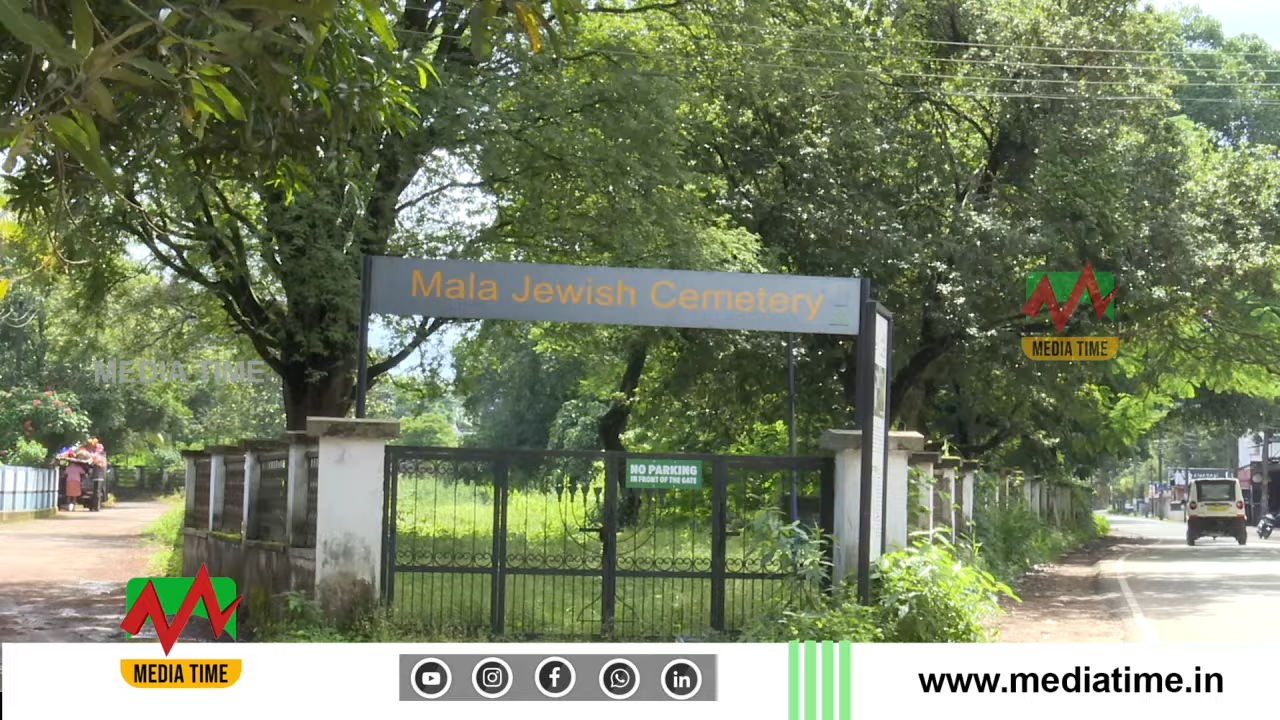 Mala Jewish Cemetery
MEDIA TIME
MEDIA TIME
NO PARKING
IN FRONT OF THE GATE
MEDIA TIME
www.mediatime.in